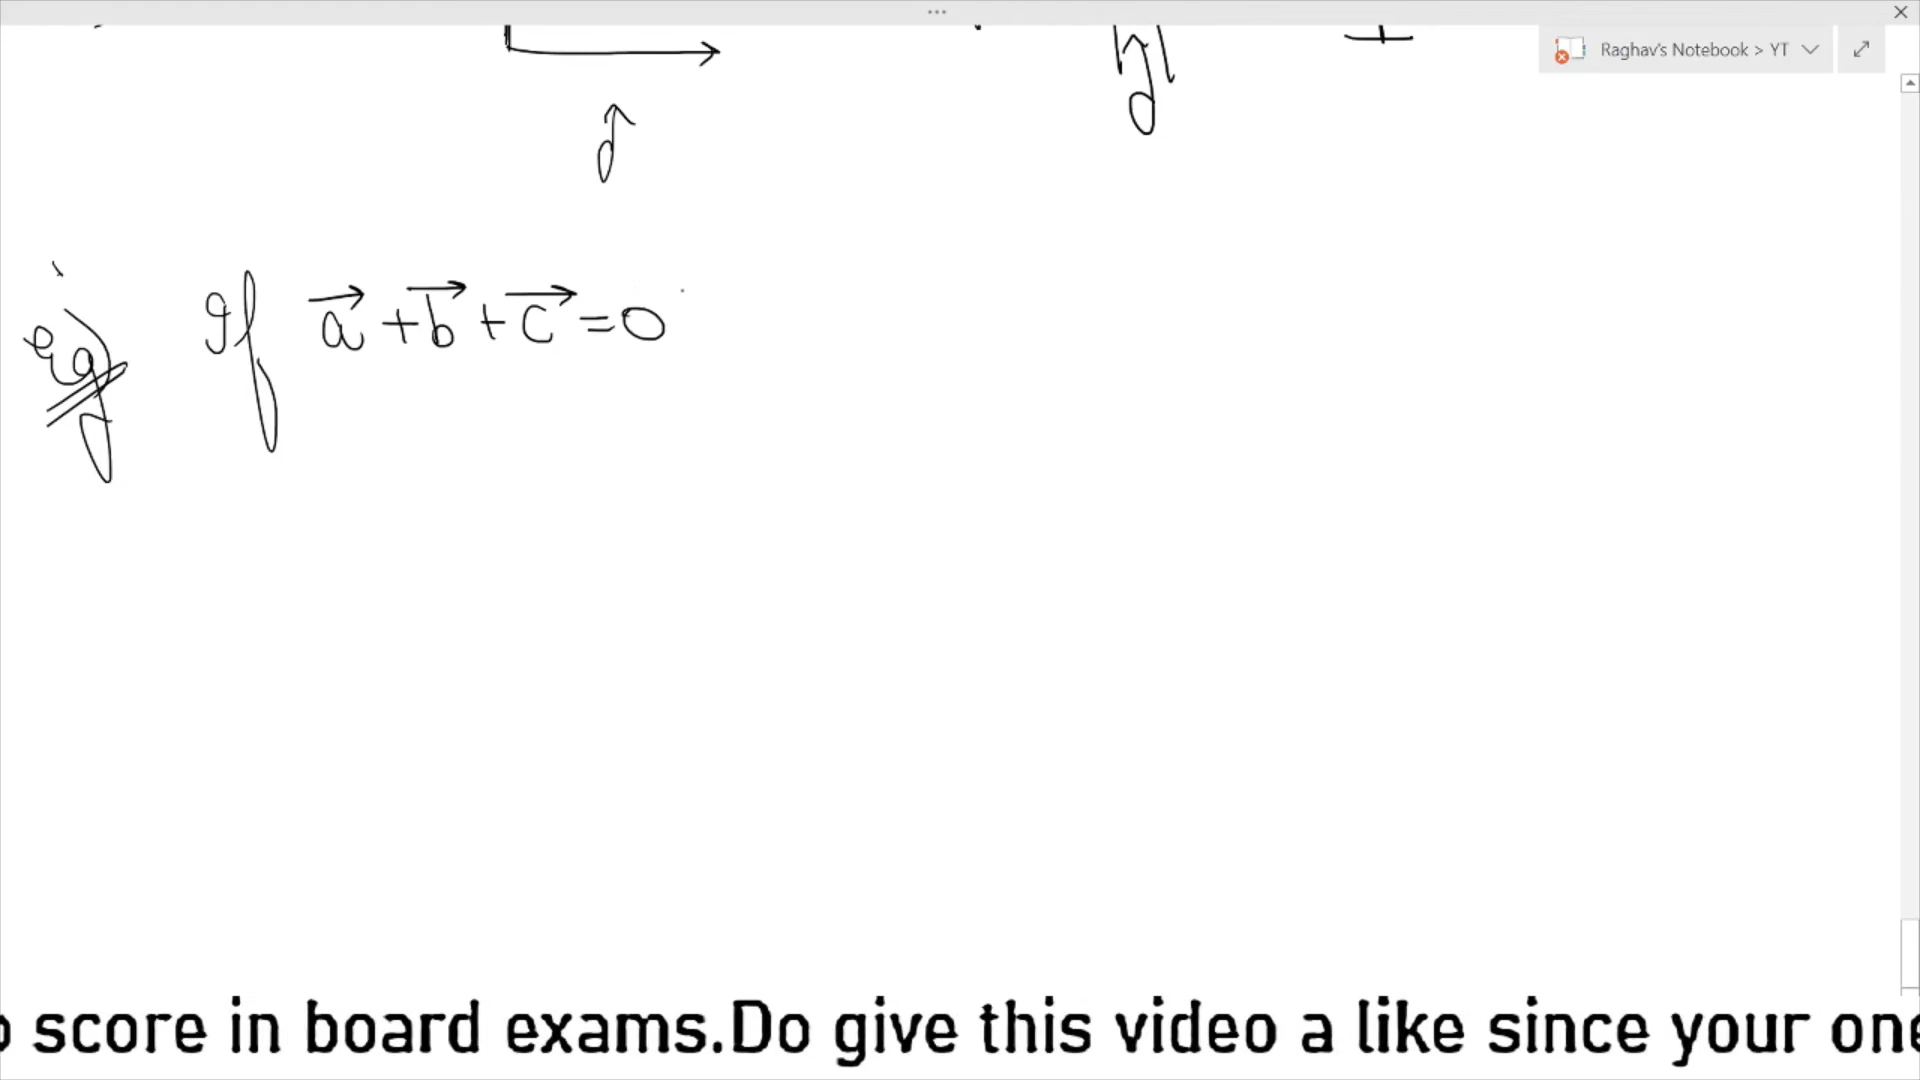 Raghav's Notebook > YT
eg If a⃗ + b⃗ + c⃗ = 0
score in board exams.Do give this video a like since your one